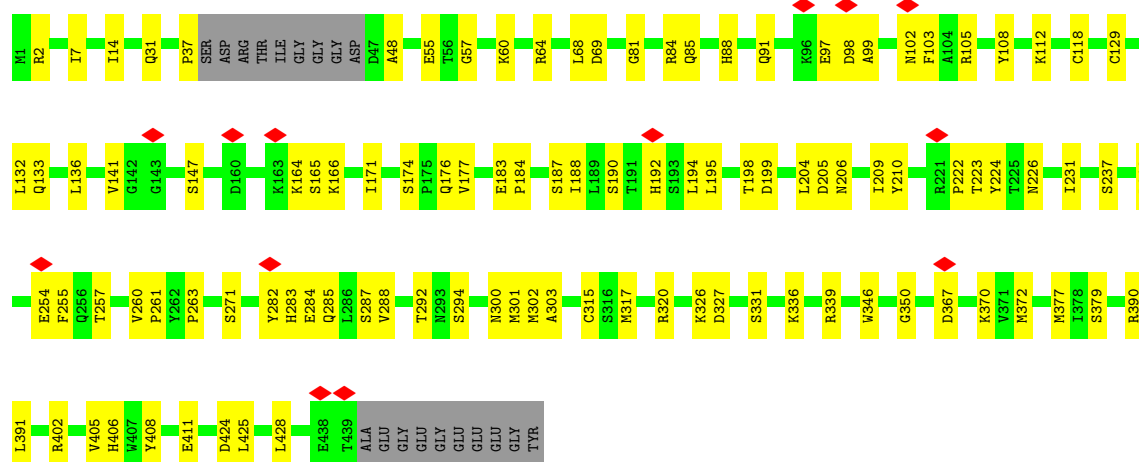 M1 R2 I7 I14 Q31 P37 SER ASP ARG THR ILE GLY GLY GLY ASP D47 A48 E55 T56 G57 K60 R64 L68 D69 G81 R84 Q85 H88 Q91 K96 E97 D98 A99 N102 F103 A104 R105 Y108 K112 C118 C129
L132 Q133 L136 V141 G142 G143 S147 D160 K163 K164 S165 K166 I171 S174 P175 Q176 V177 E183 P184 S187 I188 L189 S190 T191 H192 S193 L194 L195 T198 D199 L204 D205 N206 I209 Y210 R221 P222 T223 Y224 T225 N226 I231 S237
E254 F255 Q256 T257 V260 P261 Y262 P263 S271 Y282 H283 E284 Q285 L286 S287 V288 T292 N293 S294 N300 M301 M302 A303 C315 S316 M317 R320 K326 D327 S331 K336 R339 W346 G350 D367 K370 V371 M372 M377 I378 S379 R390
L391 R402 V405 H406 W407 Y408 E411 D424 L425 L428 E438 T439 ALA GLU GLY GLU GLY GLU GLU GLU GLY TYR